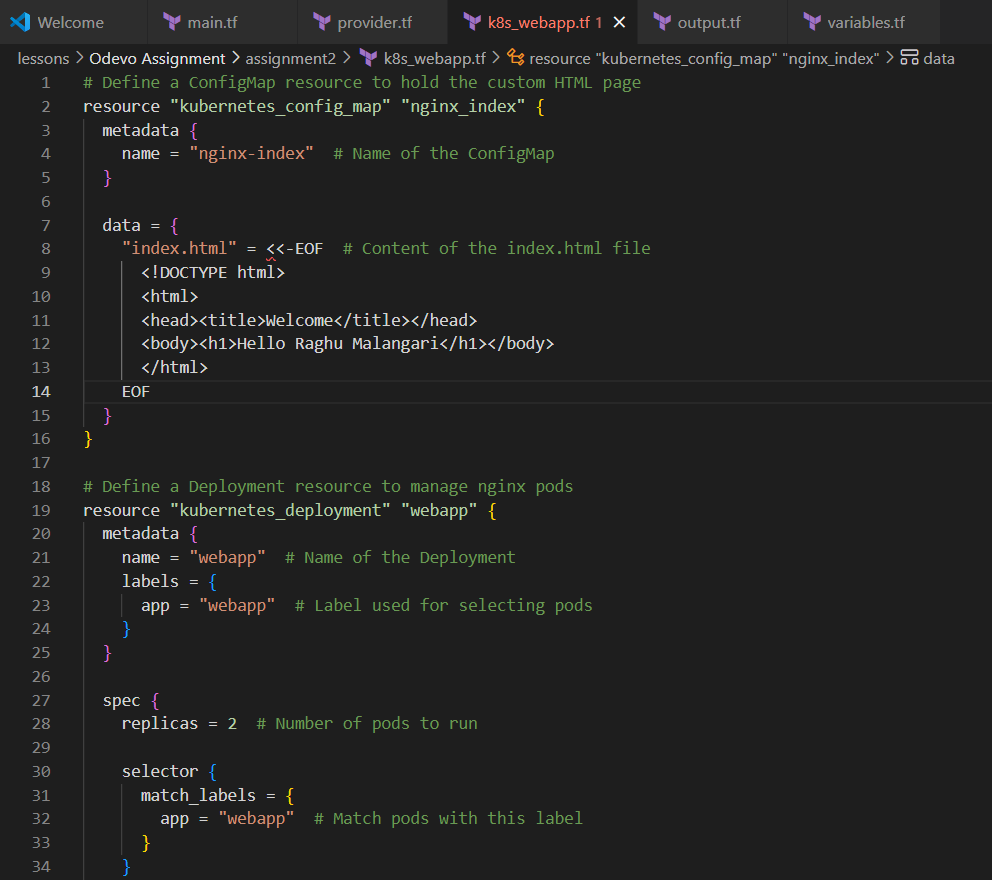 Welcome main.tf provider.tf k8s_webapp.tf 1 output.tf variables.tf
lessons > Odevo Assignment > assignment2 > k8s_webapp.tf > resource "kubernetes_config_map" "nginx_index" > data
1 # Define a ConfigMap resource to hold the custom HTML page
2 resource "kubernetes_config_map" "nginx_index" {
3   metadata {
4     name = "nginx-index"  # Name of the ConfigMap
5   }
6
7   data = {
8     "index.html" = <<-EOF  # Content of the index.html file
9       <!DOCTYPE html>
10       <html>
11       <head><title>Welcome</title></head>
12       <body><h1>Hello Raghu Malangari</h1></body>
13       </html>
14     EOF
15   }
16 }
17
18 # Define a Deployment resource to manage nginx pods
19 resource "kubernetes_deployment" "webapp" {
20   metadata {
21     name = "webapp"  # Name of the Deployment
22     labels = {
23       app = "webapp"  # Label used for selecting pods
24     }
25   }
26
27   spec {
28     replicas = 2  # Number of pods to run
29
30     selector {
31       match_labels = {
32         app = "webapp"  # Match pods with this label
33       }
34     }